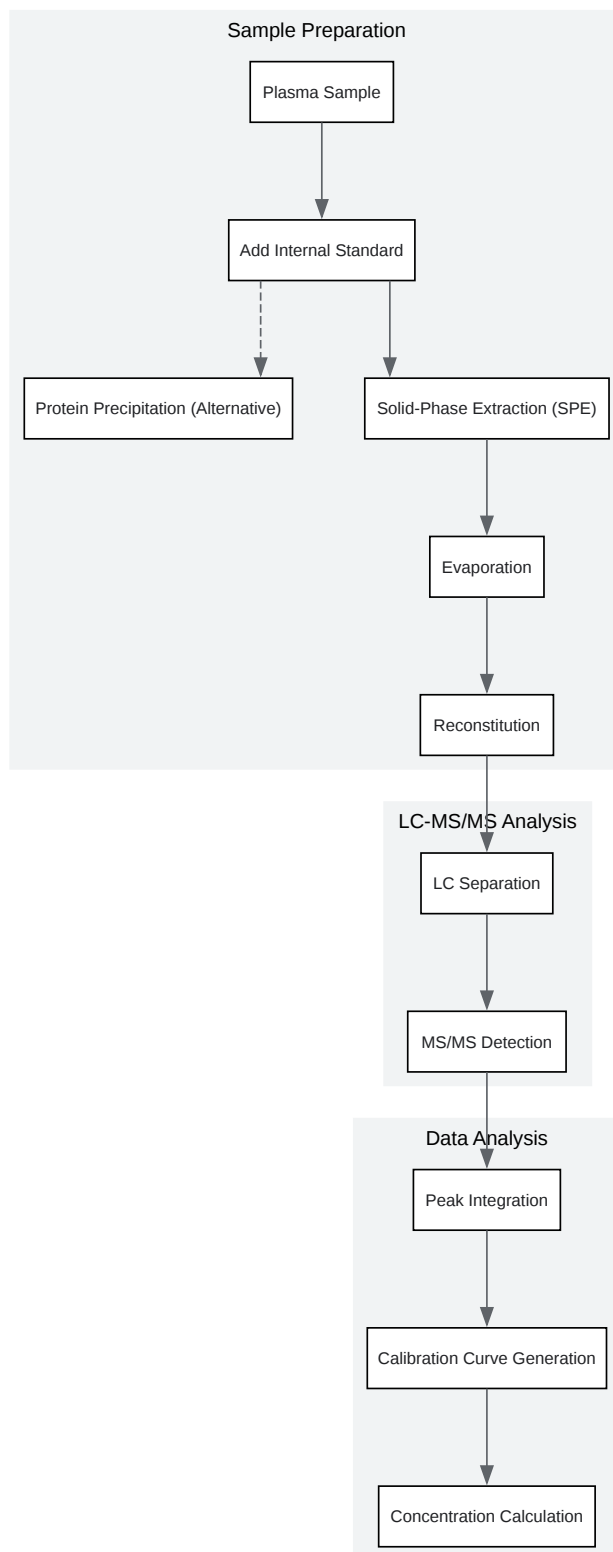 Sample Preparation
Plasma Sample
Add Internal Standard
Protein Precipitation (Alternative)
Solid-Phase Extraction (SPE)
Evaporation
Reconstitution
LC-MS/MS Analysis
LC Separation
MS/MS Detection
Data Analysis
Peak Integration
Calibration Curve Generation
Concentration Calculation